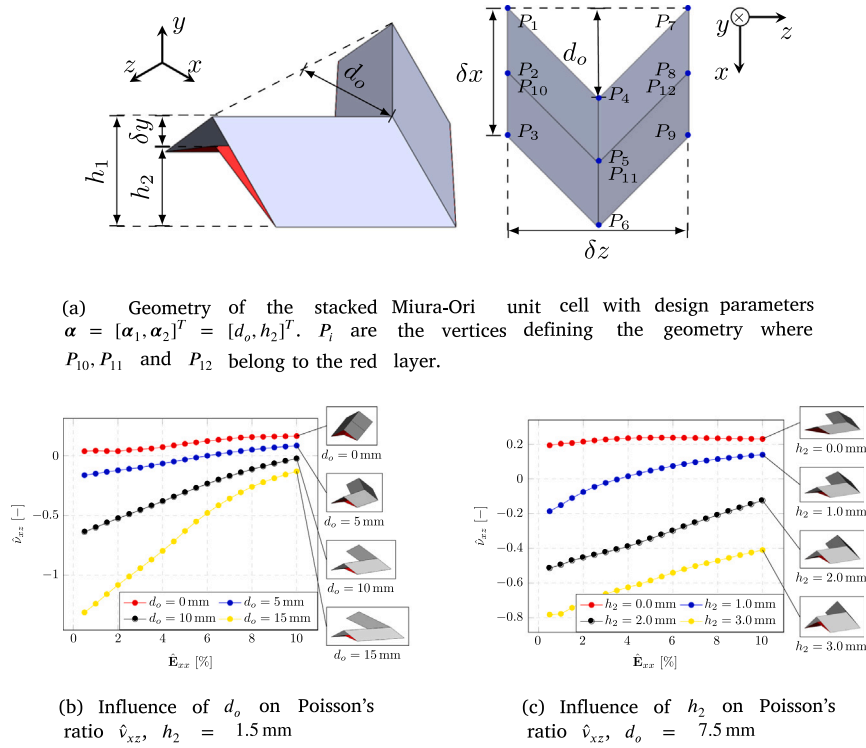 y
z
x
d_o
δy
h_1
h_2
P_1
P_7
y
z
x
d_o
δx
P_2
P_8
P_10
P_4
P_12
P_3
P_9
P_5
P_11
P_6
δz
(a) Geometry of the stacked Miura-Ori unit cell with design parameters
α = [α_1, α_2]^T = [d_o, h_2]^T. P_i are the vertices defining the geometry where
P_10, P_11 and P_12 belong to the red layer.
ν̂_xz [−]
0
−0.5
−1
0
2
4
6
8
10
Ê_xx [%]
d_o = 0 mm
d_o = 5 mm
d_o = 10 mm
d_o = 15 mm
d_o = 0 mm
d_o = 5 mm
d_o = 10 mm
d_o = 15 mm
(b) Influence of d_o on Poisson's
ratio ν̂_xz, h_2 = 1.5 mm
ν̂_xz [−]
0.2
0
−0.2
−0.4
−0.6
−0.8
0
2
4
6
8
10
Ê_xx [%]
h_2 = 0.0 mm
h_2 = 1.0 mm
h_2 = 2.0 mm
h_2 = 3.0 mm
h_2 = 0.0 mm
h_2 = 1.0 mm
h_2 = 2.0 mm
h_2 = 3.0 mm
(c) Influence of h_2 on Poisson's
ratio ν̂_xz, d_o = 7.5 mm